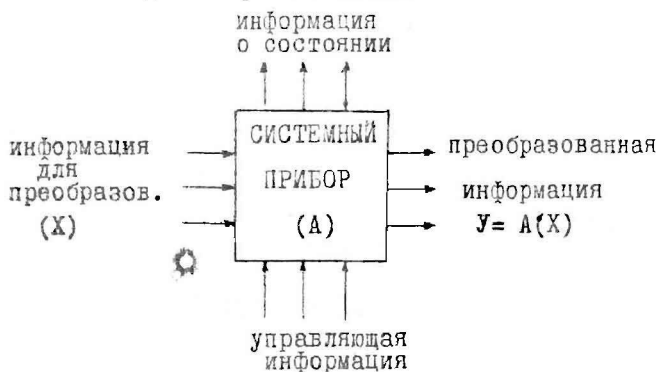 информация
о состоянии
информация
для
преобразов.
(X)
СИСТЕМНЫЙ
ПРИБОР
(А)
преобразованная
информация
У= А(Х)
управляющая
информация